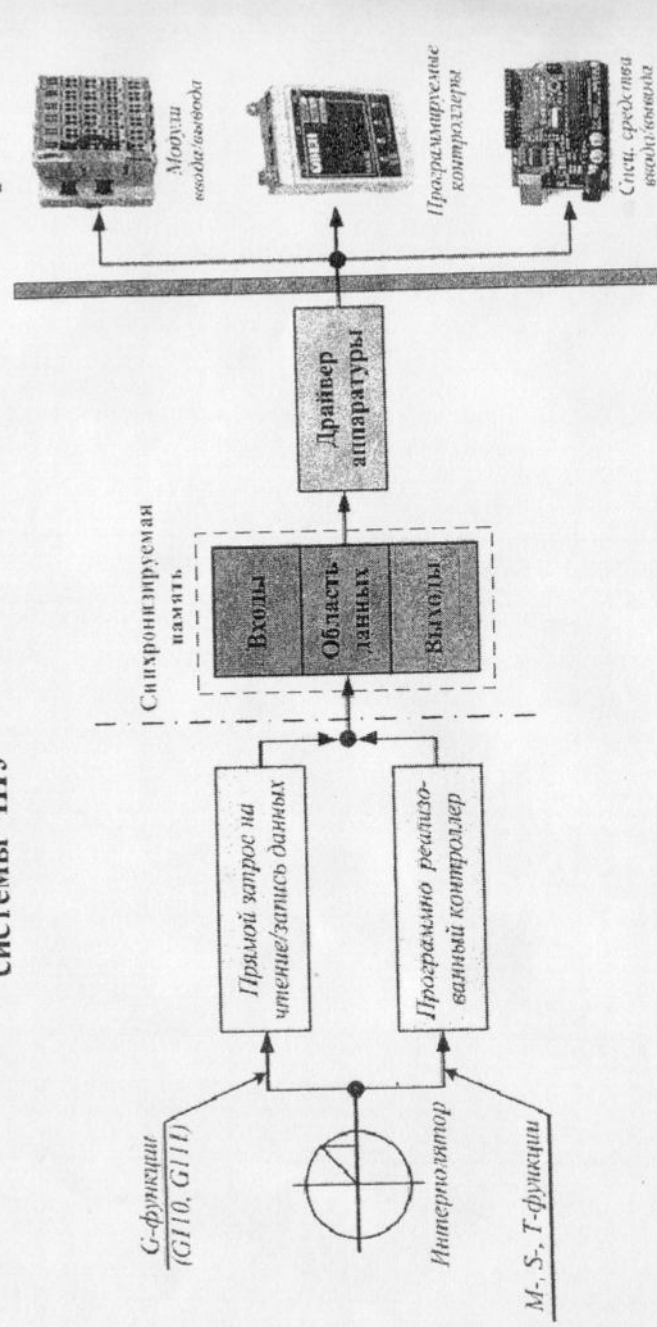 системы ЧПУ
G-функции
(G110, G111)
Интерполятор
M-, S-, T-функции
Прямой запрос на
чтение/запись данных
Программно реализо-
ванный контроллер
Синхронизируемая
память
Входы
Область
данных
Выходы
Драйвер
аппаратуры
Модули
ввода/вывода
Программируемые
контроллеры
Спец. средства
ввода/вывода